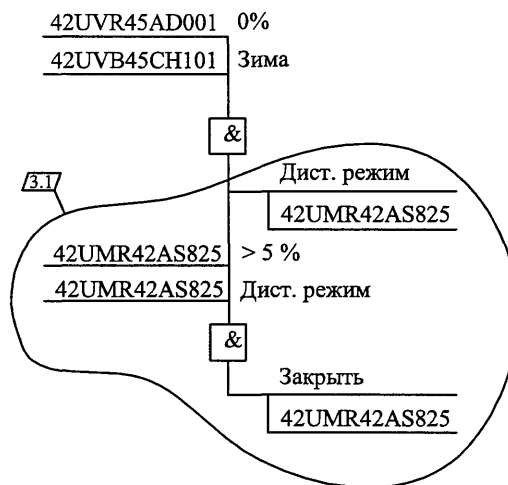 42UVR45AD001 0%
42UVB45CH101 Зима
&
3.1
Дист. режим
42UMR42AS825
42UMR42AS825 > 5 %
42UMR42AS825 Дист. режим
&
Закрыть
42UMR42AS825